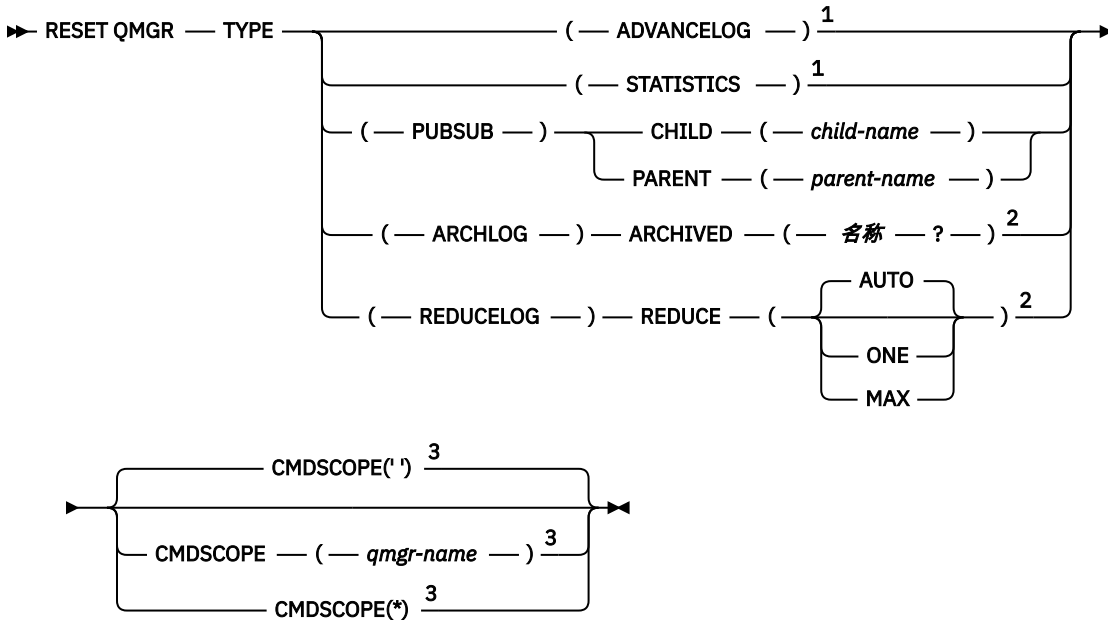 RESET QMGR TYPE ( ADVANCELOG ) 1
( STATISTICS ) 1
( PUBSUB ) CHILD ( child-name )
PARENT ( parent-name )
( ARCHLOG ) ARCHIVED ( 名称 ? ) 2
AUTO
( REDUCELOG ) REDUCE ( ) 2
ONE
MAX
CMDSCOPE(' ') 3
CMDSCOPE ( qmgr-name ) 3
CMDSCOPE(*) 3